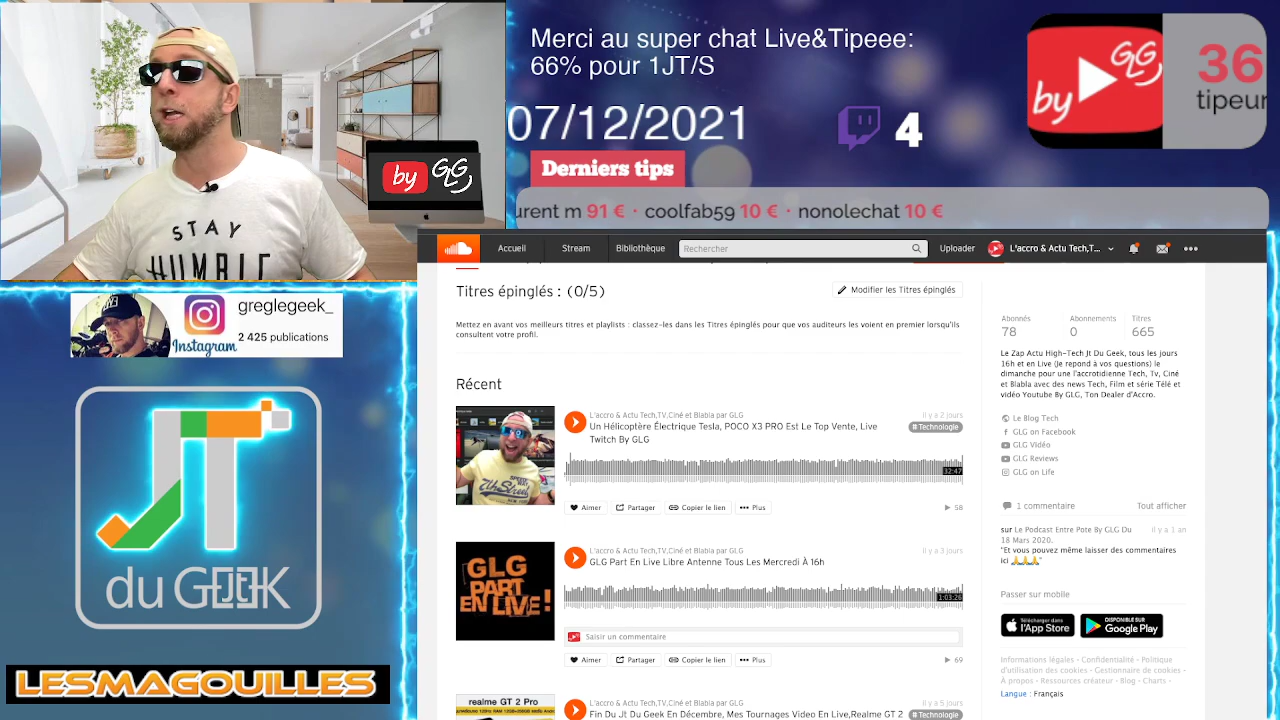 Merci au super chat Live&Tipeee:
66% pour 1JT/S
07/12/2021
4
by GLG
36
tipeur
Derniers tips
urent m 91 € · coolfab59 10 € · nonolechat 10 €
by GLG
STAY
HUMBLE
greglegeek_
Instagram
2 425 publications
JT
du GEEK
LESMAGOUILLES
Accueil
Stream
Bibliothèque
Rechercher
Uploader
L'accro & Actu Tech,T...
Titres épinglés : (0/5)
Modifier les Titres épinglés
Mettez en avant vos meilleurs titres et playlists : classez-les dans les Titres épinglés pour que vos auditeurs les voient en premier lorsqu'ils
consultent votre profil.
Récent
L'accro & Actu Tech,TV,Ciné et Blabla par GLG
il y a 2 jours
Un Hélicoptère Électrique Tesla, POCO X3 PRO Est Le Top Vente, Live
Twitch By GLG
# Technologie
32:47
Aimer
Partager
Copier le lien
Plus
58
GLG
PART
EN LIVE!
L'accro & Actu Tech,TV,Ciné et Blabla par GLG
il y a 3 jours
GLG Part En Live Libre Antenne Tous Les Mercredi À 16h
1:03:26
Saisir un commentaire
Aimer
Partager
Copier le lien
Plus
69
realme GT 2 Pro
L'accro & Actu Tech,TV,Ciné et Blabla par GLG
il y a 5 jours
Fin Du Jt Du Geek En Décembre, Mes Tournages Video En Live,Realme GT 2
# Technologie
Abonnés
78
Abonnements
0
Titres
665
Le Zap Actu High-Tech Jt Du Geek, tous les jours
16h et en Live (Je repond à vos questions) le
dimanche pour une l'accrotidienne Tech, Tv, Ciné
et Blabla avec des news Tech, Film et série Télé et
vidéo Youtube By GLG, Ton Dealer d'Accro.
Le Blog Tech
GLG on Facebook
GLG Vidéo
GLG Reviews
GLG on Life
1 commentaire
Tout afficher
sur Le Podcast Entre Pote By GLG Du
18 Mars 2020.
il y a 1 an
"Et vous pouvez même laisser des commentaires
ici 🙏🙏🙏"
Passer sur mobile
Télécharger dans
l'App Store
DISPONIBLE SUR
Google Play
Informations légales - Confidentialité - Politique
d'utilisation des cookies - Gestionnaire de cookies -
À propos - Ressources créateur - Blog - Charts -
Langue : Français